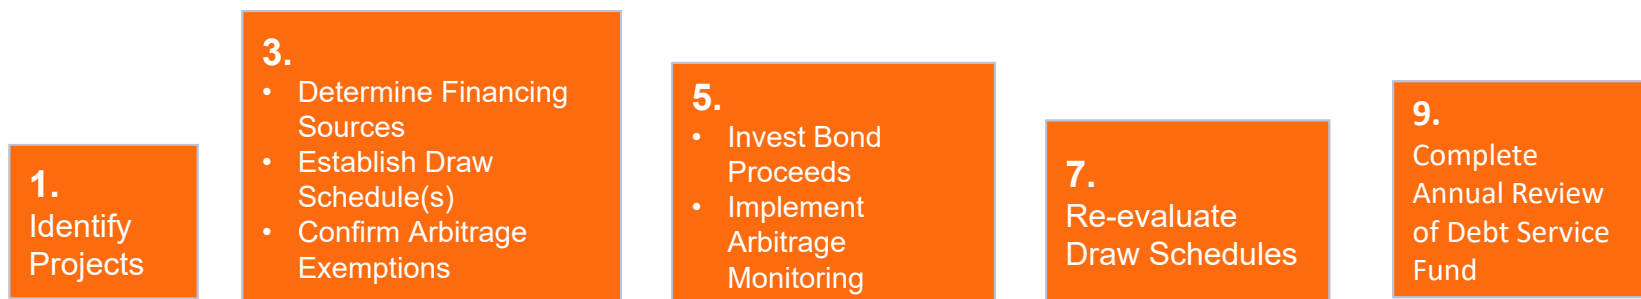 1.
Identify
Projects
3.
• Determine Financing
Sources
• Establish Draw
Schedule(s)
• Confirm Arbitrage
Exemptions
5.
• Invest Bond
Proceeds
• Implement
Arbitrage
Monitoring
7.
Re-evaluate
Draw Schedules
9.
Complete
Annual Review
of Debt Service
Fund